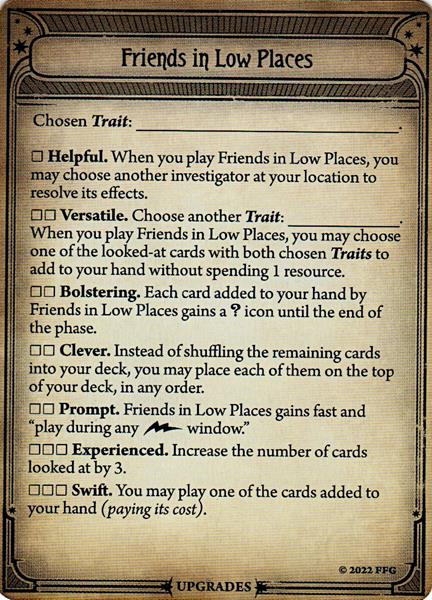 Friends in Low Places
Chosen Trait: ______________________.
☐ Helpful. When you play Friends in Low Places, you
may choose another investigator at your location to
resolve its effects.
☐☐ Versatile. Choose another Trait: __________.
When you play Friends in Low Places, you may choose
one of the looked-at cards with both chosen Traits to
add to your hand without spending 1 resource.
☐☐ Bolstering. Each card added to your hand by
Friends in Low Places gains a ? icon until the end of
the phase.
☐☐ Clever. Instead of shuffling the remaining cards
into your deck, you may place each of them on the top
of your deck, in any order.
☐☐ Prompt. Friends in Low Places gains fast and
“play during any window.”
☐☐☐ Experienced. Increase the number of cards
looked at by 3.
☐☐☐ Swift. You may play one of the cards added to
your hand (paying its cost).
© 2022 FFG
UPGRADES